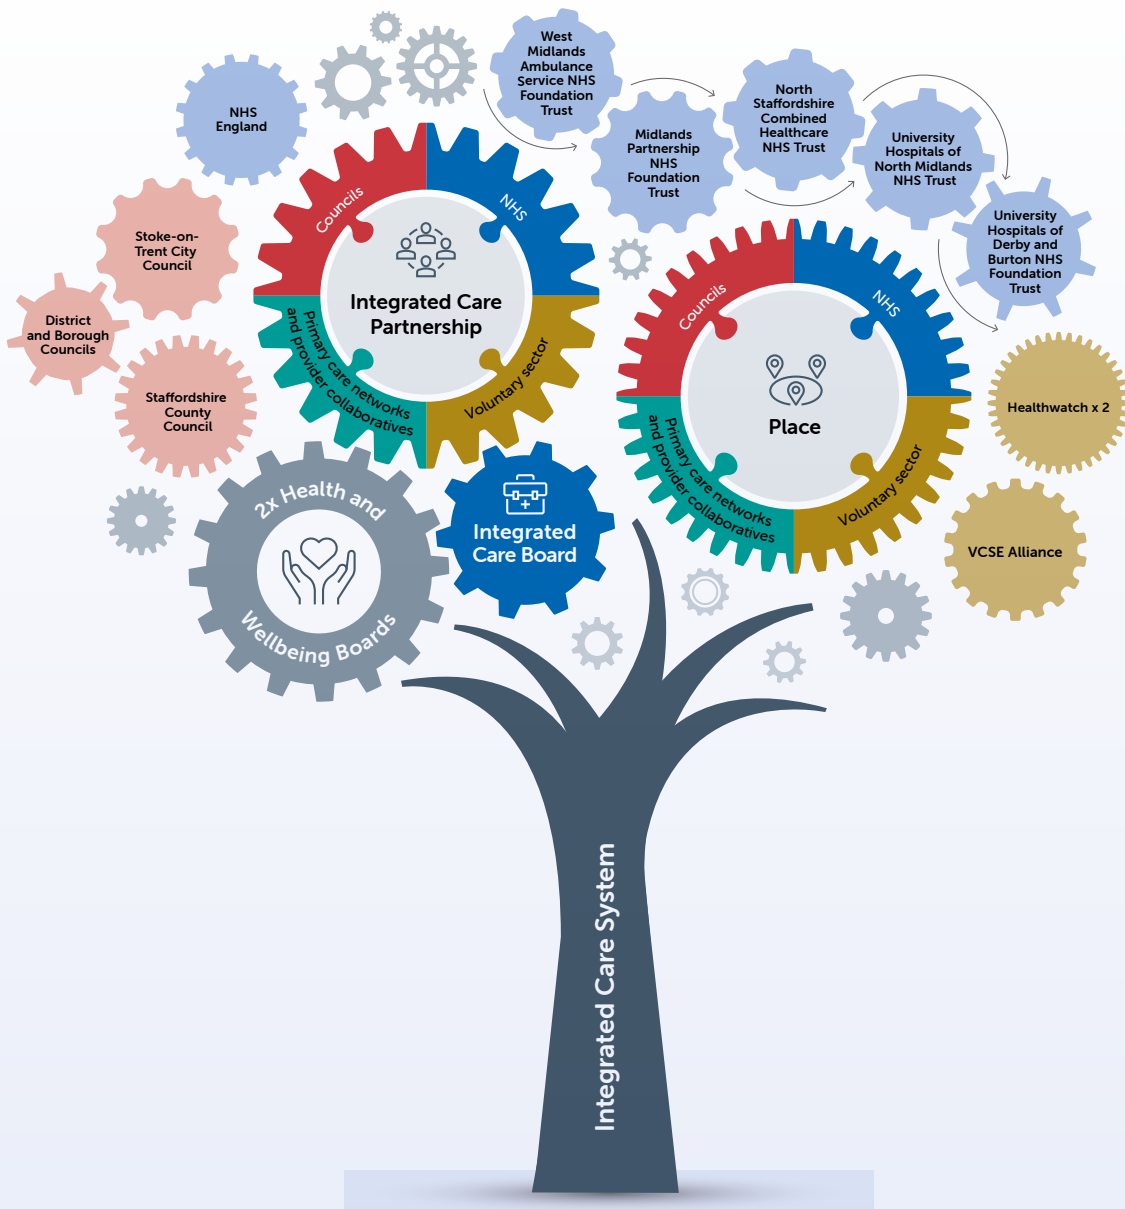 West
Midlands
Ambulance
Service NHS
Foundation
Trust
NHS
England
North
Staffordshire
Combined
Healthcare
NHS Trust
Midlands
Partnership
NHS
Foundation
Trust
University
Hospitals of
North Midlands
NHS Trust
University
Hospitals of
Derby and
Burton NHS
Foundation
Trust
Stoke-on-
Trent City
Council
District
and Borough
Councils
Staffordshire
County
Council
Councils
NHS
Integrated Care
Partnership
Primary care networks
and provider collaboratives
Voluntary sector
Councils
NHS
Place
Primary care networks
and provider collaboratives
Voluntary sector
Healthwatch x 2
VCSE Alliance
2x Health and
Wellbeing Boards
Integrated
Care Board
Integrated Care System